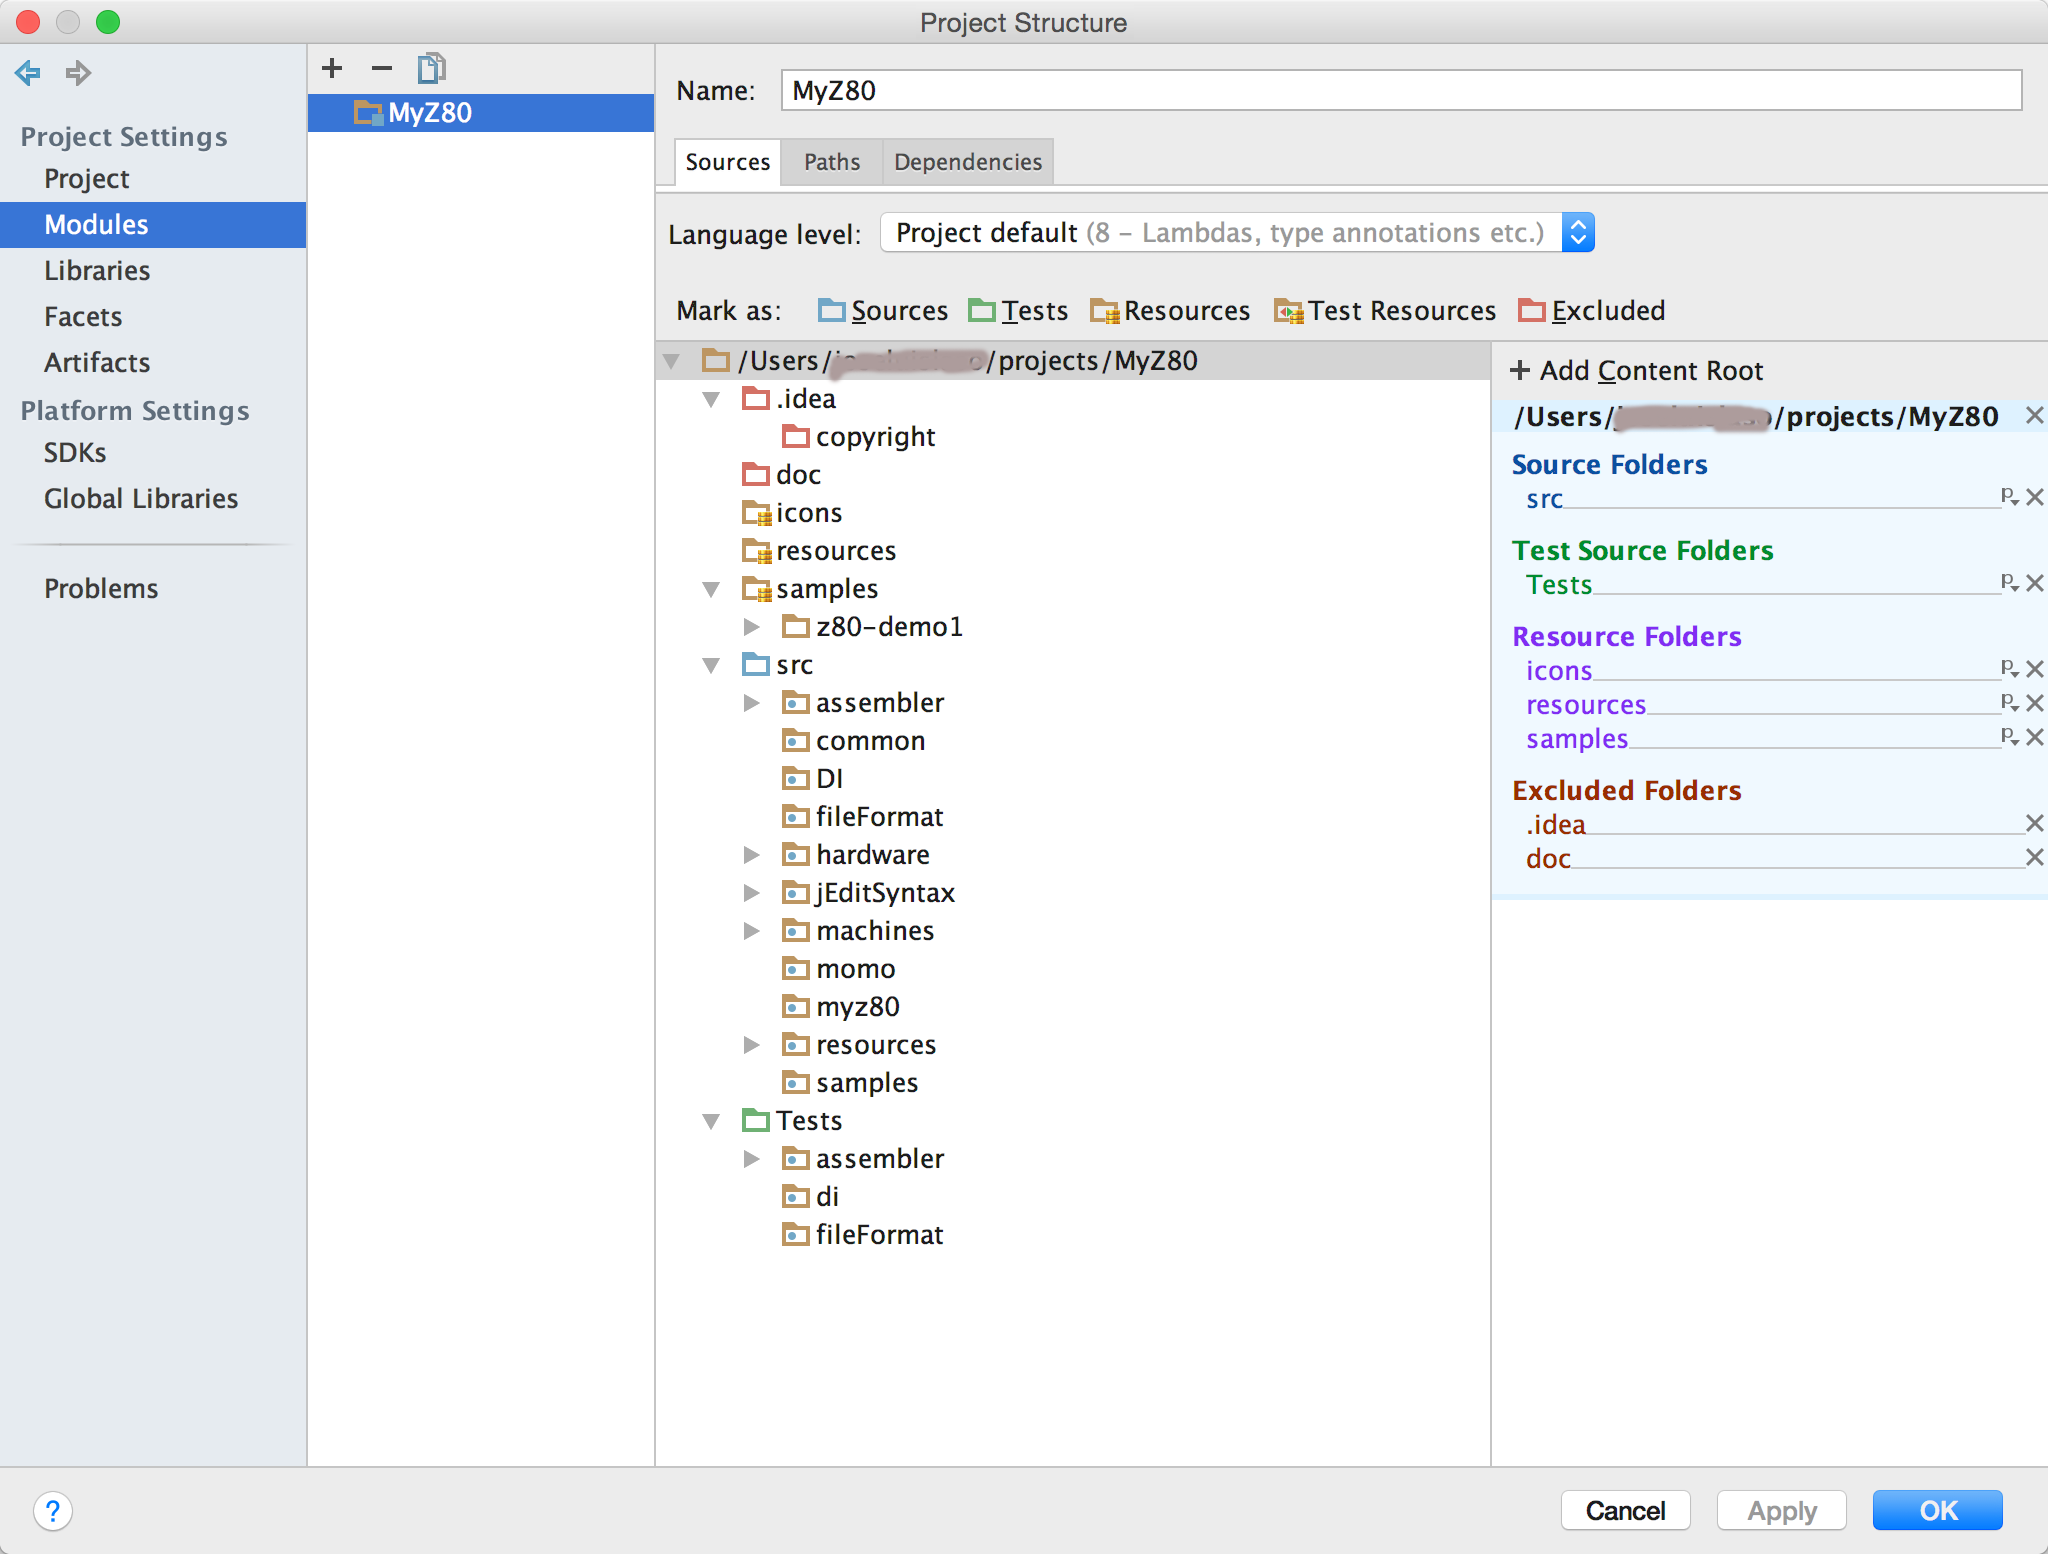 Project Structure
Project Settings
Project
Modules
Libraries
Facets
Artifacts
Platform Settings
SDKs
Global Libraries
Problems
MyZ80
Name: MyZ80
Sources Paths Dependencies
Language level: Project default (8 – Lambdas, type annotations etc.)
Mark as: Sources Tests Resources Test Resources Excluded
/Users/ /projects/MyZ80
.idea
copyright
doc
icons
resources
samples
z80-demo1
src
assembler
common
DI
fileFormat
hardware
jEditSyntax
machines
momo
myz80
resources
samples
Tests
assembler
di
fileFormat
+ Add Content Root
/Users/ /projects/MyZ80
Source Folders
src
Test Source Folders
Tests
Resource Folders
icons
resources
samples
Excluded Folders
.idea
doc
?
Cancel Apply OK